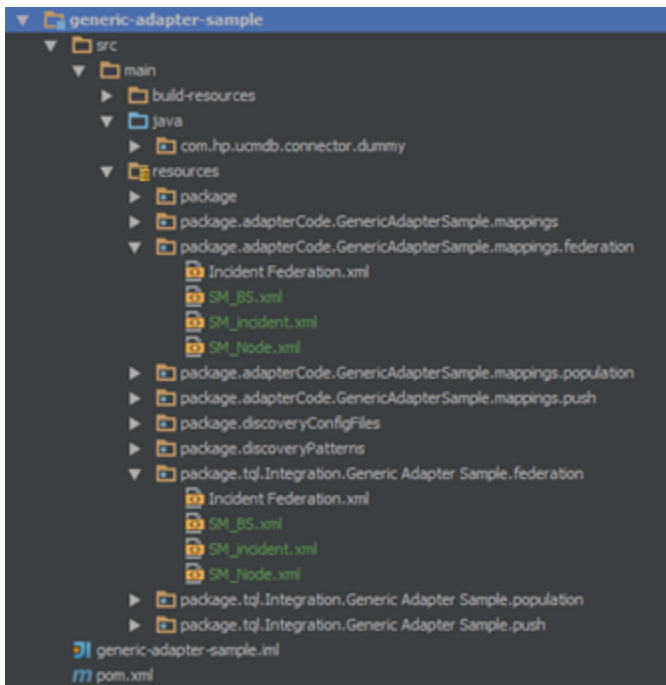 generic-adapter-sample
src
main
build-resources
java
com.hp.ucmdb.connector.dummy
resources
package
package.adapterCode.GenericAdapterSample.mappings
package.adapterCode.GenericAdapterSample.mappings.federation
Incident Federation.xml
SM_BS.xml
SM_incident.xml
SM_Node.xml
package.adapterCode.GenericAdapterSample.mappings.population
package.adapterCode.GenericAdapterSample.mappings.push
package.discoveryConfigFiles
package.discoveryPatterns
package.tql.Integration.Generic Adapter Sample.federation
Incident Federation.xml
SM_BS.xml
SM_incident.xml
SM_Node.xml
package.tql.Integration.Generic Adapter Sample.population
package.tql.Integration.Generic Adapter Sample.push
generic-adapter-sample.iml
pom.xml